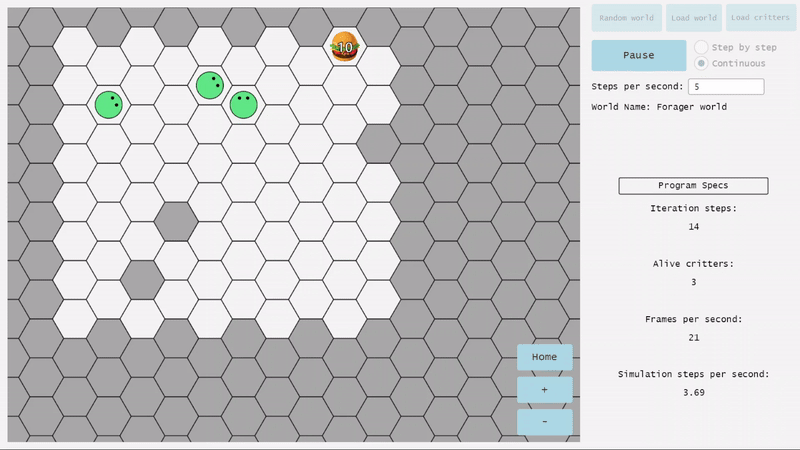 10
Random world
Load world
Load critters
Pause
Step by step
Continuous
Steps per second: 5
World Name: Forager world
Program Specs
Iteration steps:
14
Alive critters:
3
Frames per second:
21
Simulation steps per second:
3.69
Home
+
-